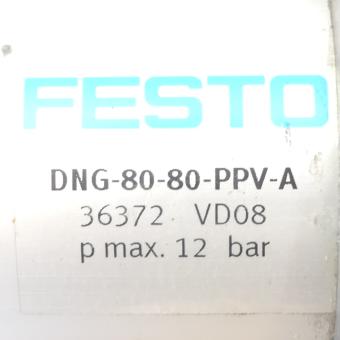 FESTO
DNG-80-80-PPV-A
36372 VD08
p max. 12 bar